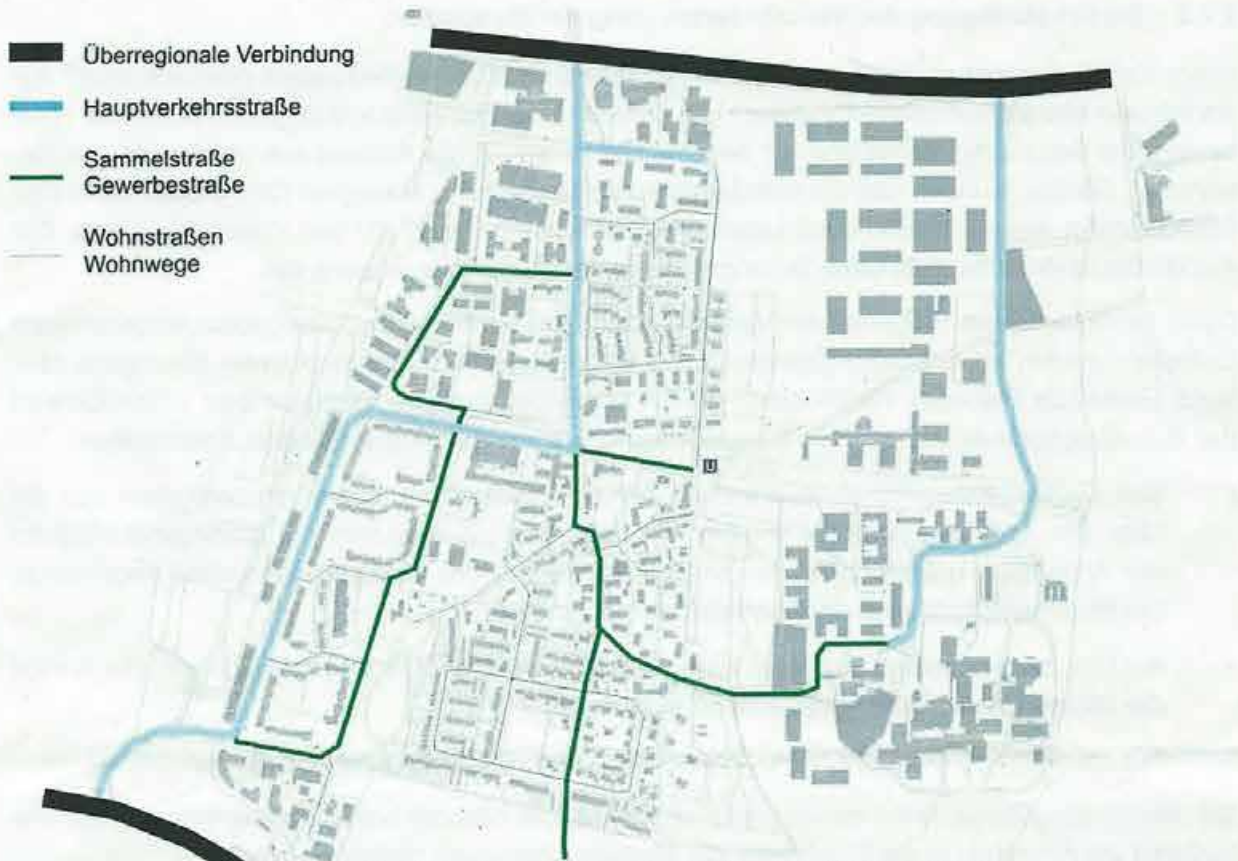 Überregionale Verbindung
Hauptverkehrsstraße
Sammelstraße
Gewerbestraße
Wohnstraßen
Wohnwege
U